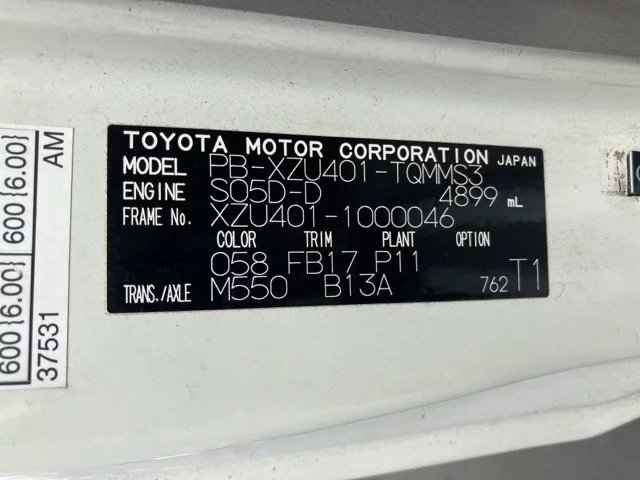 TOYOTA MOTOR CORPORATION JAPAN
MODEL PB-XZU401-TQMMS3
ENGINE S05D-D 4899 mL
FRAME No. XZU401-1000046
COLOR TRIM PLANT OPTION
058 FB17 P11
TRANS./AXLE M550 B13A 762 T1
600{6.00} 600{6.00}
37531 AM